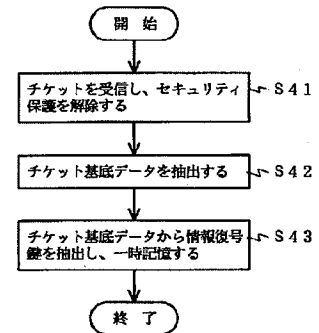 開 始
チケットを受信し、セキュリティ
保護を解除する
S41
チケット基底データを抽出する
S42
チケット基底データから情報復号
鍵を抽出し、一時記憶する
S43
終 了